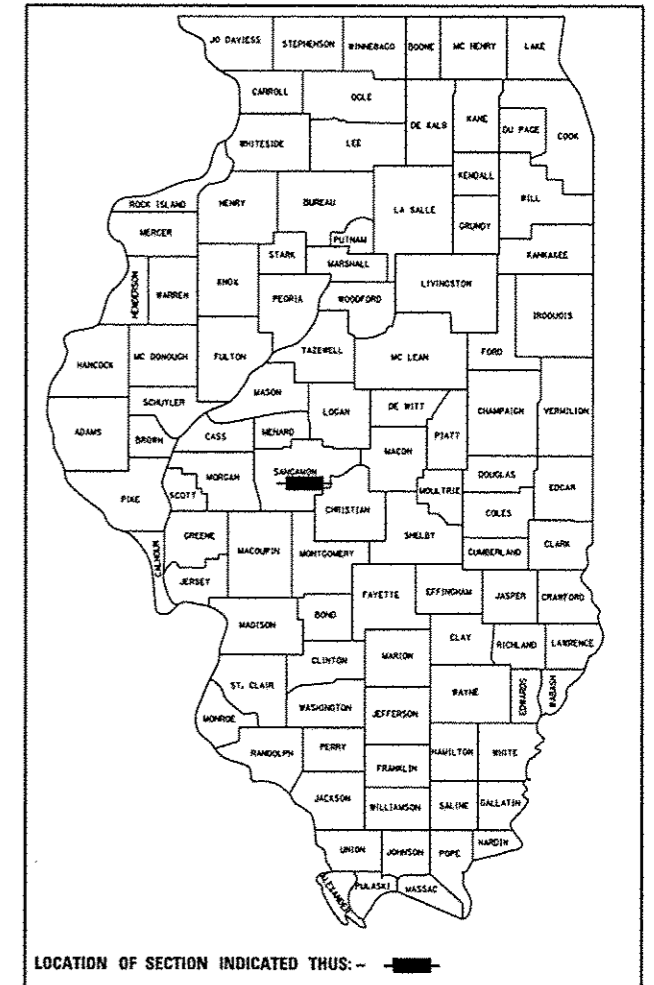 JO DAVIESS STEPHENSON WINNEBAGO BOONE MC HENRY LAKE
CARROLL OGLE DE KALB KANE DU PAGE COOK
WHITESIDE LEE
KENDALL WILL
ROCK ISLAND HENRY BUREAU LA SALLE GRUNDY
MERCER PUTNAM
STARK MARSHALL KANKAKEE
HENDERSON WARREN KNOX PEORIA WOODFORD LIVINGSTON IROQUOIS
HANCOCK MC DONOUGH FULTON TAZEWELL MC LEAN FORD
MASON
SCHUYLER LOGAN DE WITT CHAMPAIGN VERMILION
ADAMS BROWN CASS MENARD MACON PIATT
MORGAN SANGAMON DOUGLAS EDGAR
PIKE SCOTT CHRISTIAN MOULTRIE COLES
GREENE SHELBY
CALHOUN MACOUPIN MONTGOMERY CUMBERLAND CLARK
JERSEY FAYETTE EFFINGHAM JASPER CRAWFORD
MADISON BOND
CLAY RICHLAND LAWRENCE
CLINTON MARION
ST. CLAIR WAYNE EDWARDS WABASH
MONROE WASHINGTON JEFFERSON
RANDOLPH PERRY HAMILTON WHITE
FRANKLIN
JACKSON WILLIAMSON SALINE GALLATIN
UNION JOHNSON POPE HARDIN
ALEXANDER PULASKI MASSAC
LOCATION OF SECTION INDICATED THUS: -